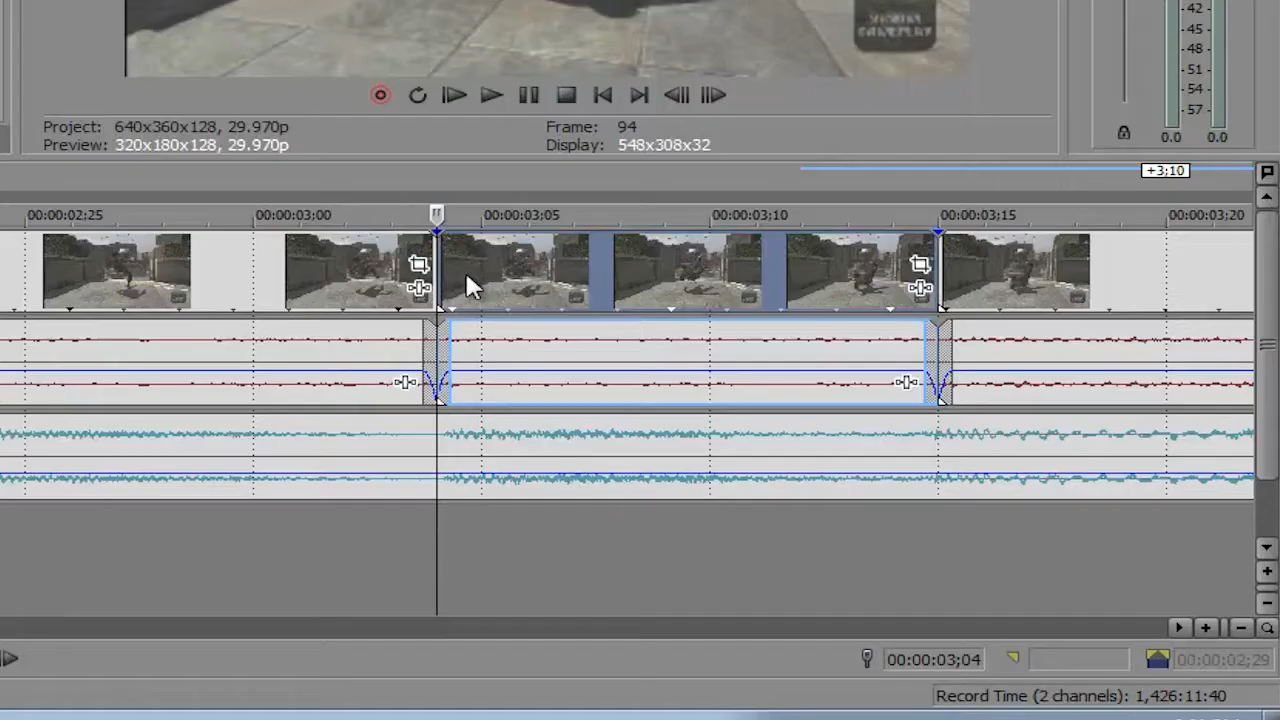 MODERN
GAMEPLAY
-42-
-45-
-48-
-51-
-54-
-57-
0.0 0.0
Project: 640x360x128, 29.970p
Frame: 94
Preview: 320x180x128, 29.970p
Display: 548x308x32
+3;10
00:00:02;25 00:00:03;00 00:00:03;05 00:00:03;10 00:00:03;15 00:00:03;20
00:00:03;04 00:00:02;29
Record Time (2 channels): 1,426:11:40